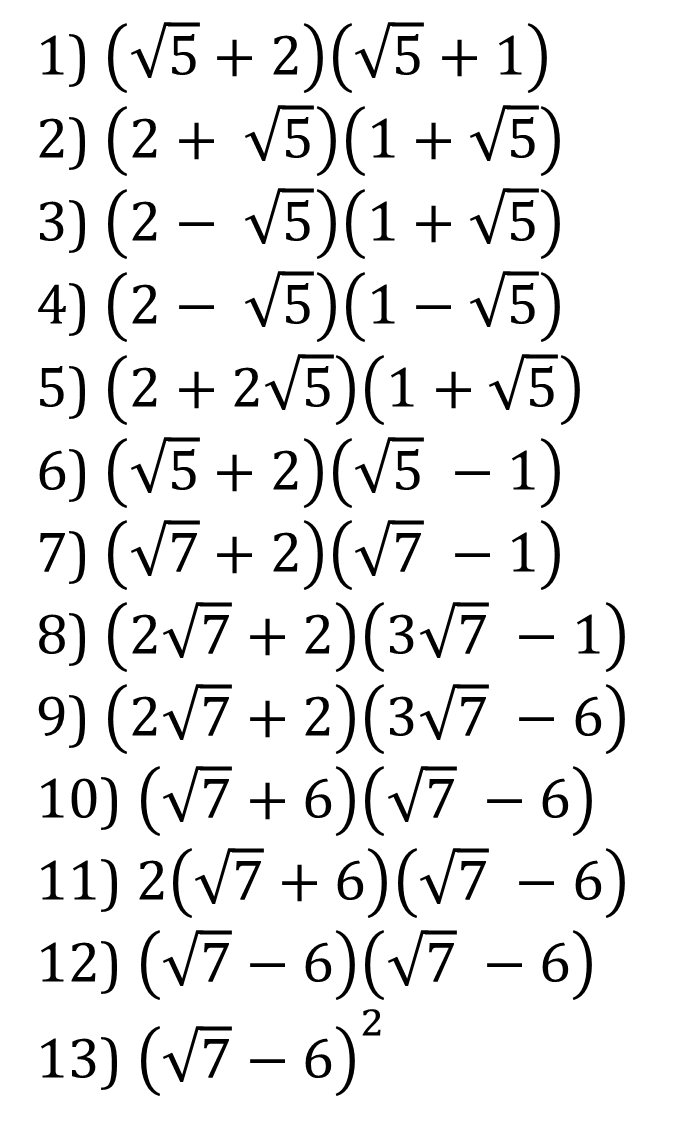 1) (√5 + 2)(√5 + 1)
2) (2 + √5)(1 + √5)
3) (2 − √5)(1 + √5)
4) (2 − √5)(1 − √5)
5) (2 + 2√5)(1 + √5)
6) (√5 + 2)(√5 − 1)
7) (√7 + 2)(√7 − 1)
8) (2√7 + 2)(3√7 − 1)
9) (2√7 + 2)(3√7 − 6)
10) (√7 + 6)(√7 − 6)
11) 2(√7 + 6)(√7 − 6)
12) (√7 − 6)(√7 − 6)
13) (√7 − 6)²